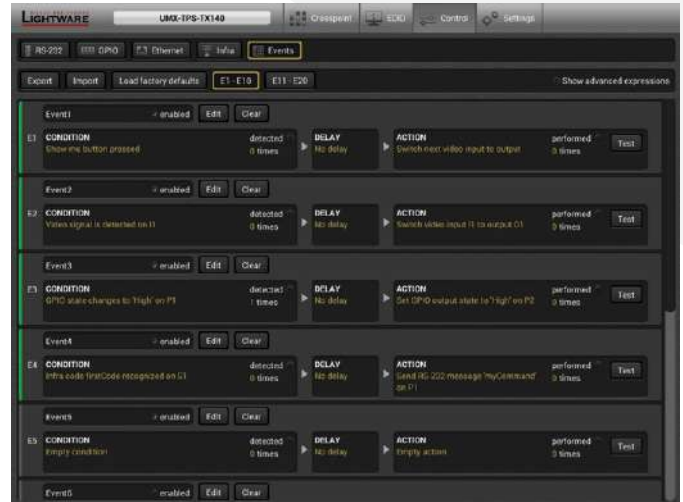 LIGHTWARE
UMX-TPS-TX140
Crosspoint
EDID
Control
Settings
RS-232
GPIO
Ethernet
Infra
Events
Export
Import
Load factory defaults
E1 - E10
E11 - E20
Show advanced expressions
Event1
enabled
Edit
Clear
E1
CONDITION
Show me button pressed
detected
0 times
DELAY
No delay
ACTION
Switch next video input to output
performed
0 times
Test
Event2
enabled
Edit
Clear
E2
CONDITION
Video signal is detected on I1
detected
0 times
DELAY
No delay
ACTION
Switch video input I1 to output O1
performed
0 times
Test
Event3
enabled
Edit
Clear
E3
CONDITION
GPIO state changes to 'High' on P1
detected
1 times
DELAY
No delay
ACTION
Set GPIO output state to 'High' on P2
performed
0 times
Test
Event4
enabled
Edit
Clear
E4
CONDITION
Infra code firstCode recognized on
detected
0 times
DELAY
No delay
ACTION
Send RS-232 message 'myCommand'
on P1
performed
0 times
Test
Event5
enabled
Edit
Clear
E5
CONDITION
Empty condition
detected
0 times
DELAY
No delay
ACTION
Empty action
performed
0 times
Test
Event6
enabled
Edit
Clear